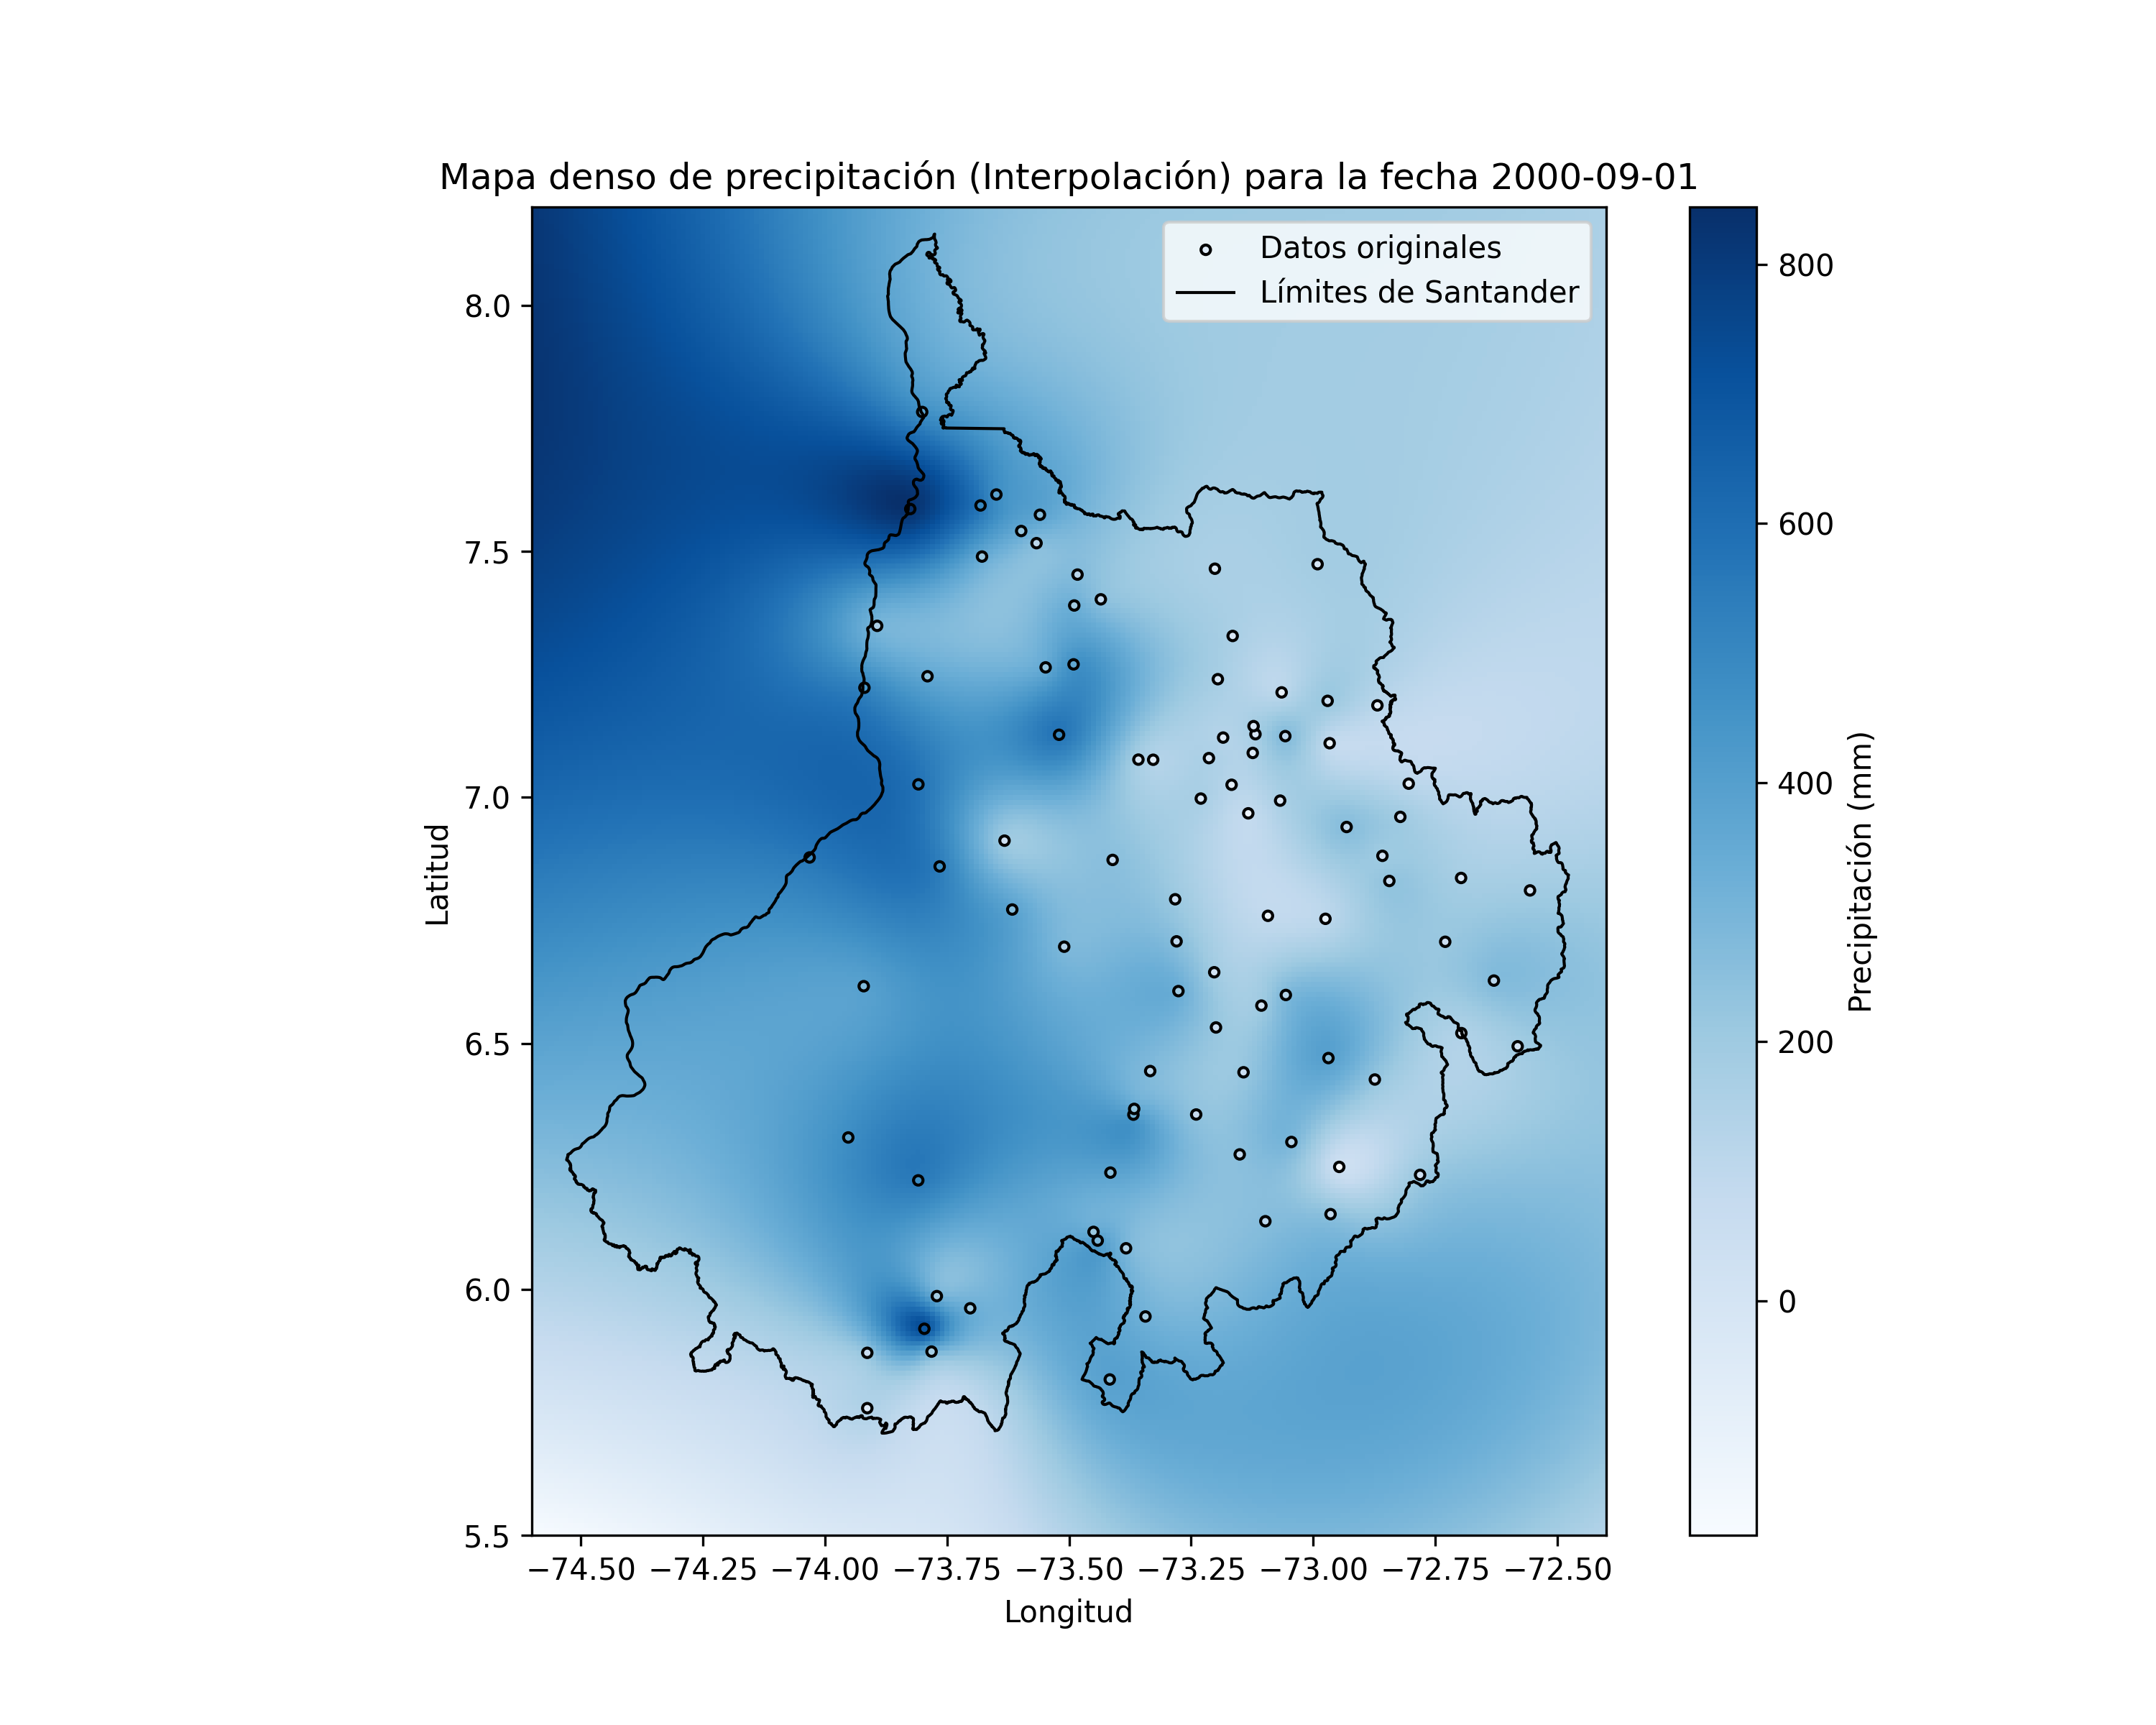 Mapa denso de precipitación (Interpolación) para la fecha 2000-09-01
Datos originales
Límites de Santander
8.0
7.5
7.0
6.5
6.0
5.5
Latitud
−74.50 −74.25 −74.00 −73.75 −73.50 −73.25 −73.00 −72.75 −72.50
Longitud
800
600
400
200
0
Precipitación (mm)